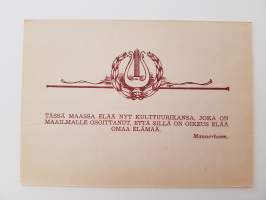 TÄSSÄ MAASSA ELÄÄ NYT KULTTUURIKANSA, JOKA ON
MAAILMALLE OSOITTANUT, ETTÄ SILLÄ ON OIKEUS ELÄÄ
OMAA ELÄMÄÄ.
Mannerheim.